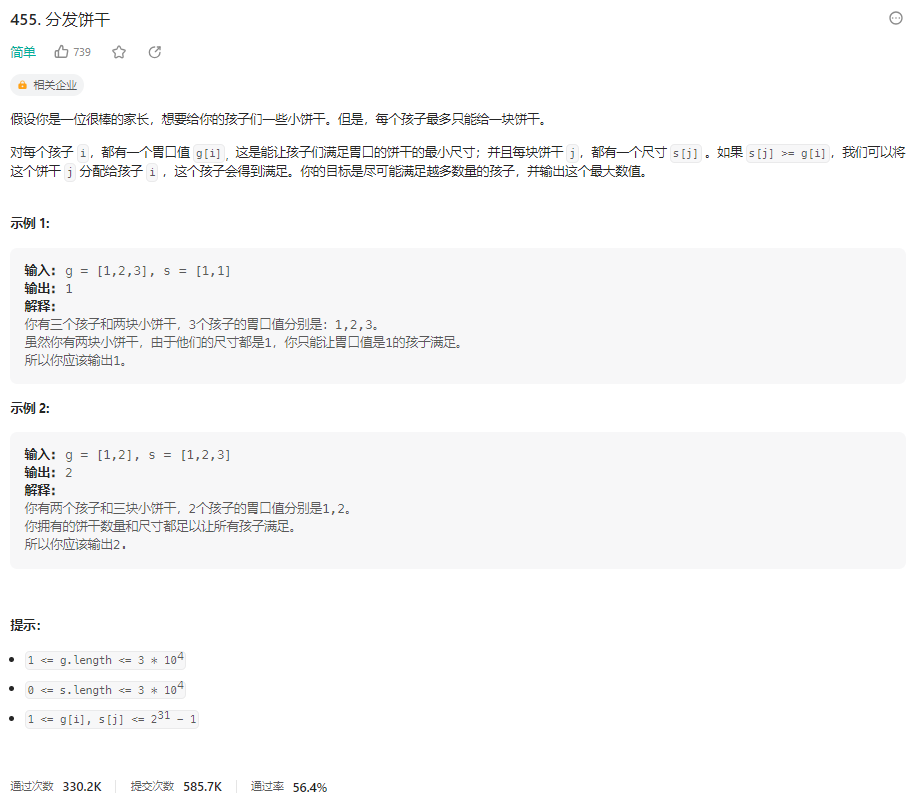 455. 分发饼干
简单 739
相关企业
假设你是一位很棒的家长，想要给你的孩子们一些小饼干。但是，每个孩子最多只能给一块饼干。
对每个孩子 i，都有一个胃口值 g[i]，这是能让孩子们满足胃口的饼干的最小尺寸；并且每块饼干 j，都有一个尺寸 s[j] 。如果 s[j] >= g[i]，我们可以将
这个饼干 j 分配给孩子 i ，这个孩子会得到满足。你的目标是尽可能满足越多数量的孩子，并输出这个最大数值。
示例 1:
输入: g = [1,2,3], s = [1,1]
输出: 1
解释:
你有三个孩子和两块小饼干，3个孩子的胃口值分别是：1,2,3。
虽然你有两块小饼干，由于他们的尺寸都是1，你只能让胃口值是1的孩子满足。
所以你应该输出1。
示例 2:
输入: g = [1,2], s = [1,2,3]
输出: 2
解释:
你有两个孩子和三块小饼干，2个孩子的胃口值分别是1,2。
你拥有的饼干数量和尺寸都足以让所有孩子满足。
所以你应该输出2.
提示：
1 <= g.length <= 3 * 10^4
0 <= s.length <= 3 * 10^4
1 <= g[i], s[j] <= 2^31 - 1
通过次数 330.2K 提交次数 585.7K 通过率 56.4%